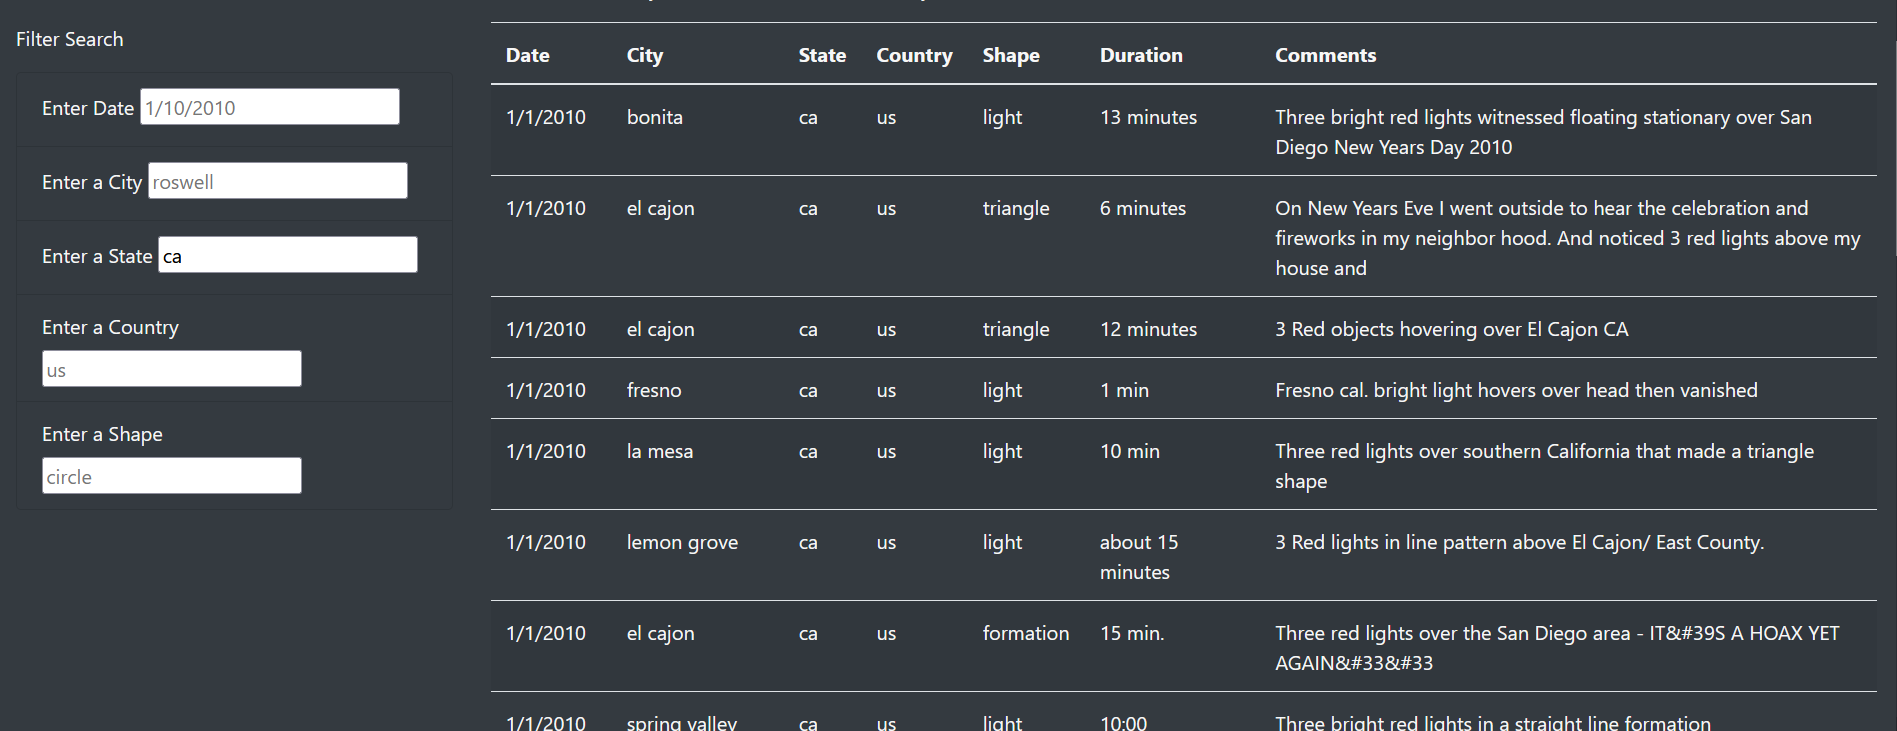 Filter Search
Enter Date 1/10/2010
Enter a City roswell
Enter a State ca
Enter a Country
us
Enter a Shape
circle
Date City State Country Shape Duration Comments
1/1/2010 bonita ca us light 13 minutes Three bright red lights witnessed floating stationary over San
Diego New Years Day 2010
1/1/2010 el cajon ca us triangle 6 minutes On New Years Eve I went outside to hear the celebration and
fireworks in my neighbor hood. And noticed 3 red lights above my
house and
1/1/2010 el cajon ca us triangle 12 minutes 3 Red objects hovering over El Cajon CA
1/1/2010 fresno ca us light 1 min Fresno cal. bright light hovers over head then vanished
1/1/2010 la mesa ca us light 10 min Three red lights over southern California that made a triangle
shape
1/1/2010 lemon grove ca us light about 15 3 Red lights in line pattern above El Cajon/ East County.
minutes
1/1/2010 el cajon ca us formation 15 min. Three red lights over the San Diego area - IT&#39S A HOAX YET
AGAIN&#33&#33
1/1/2010 spring valley ca us light 10:00 Three bright red lights in a straight line formation